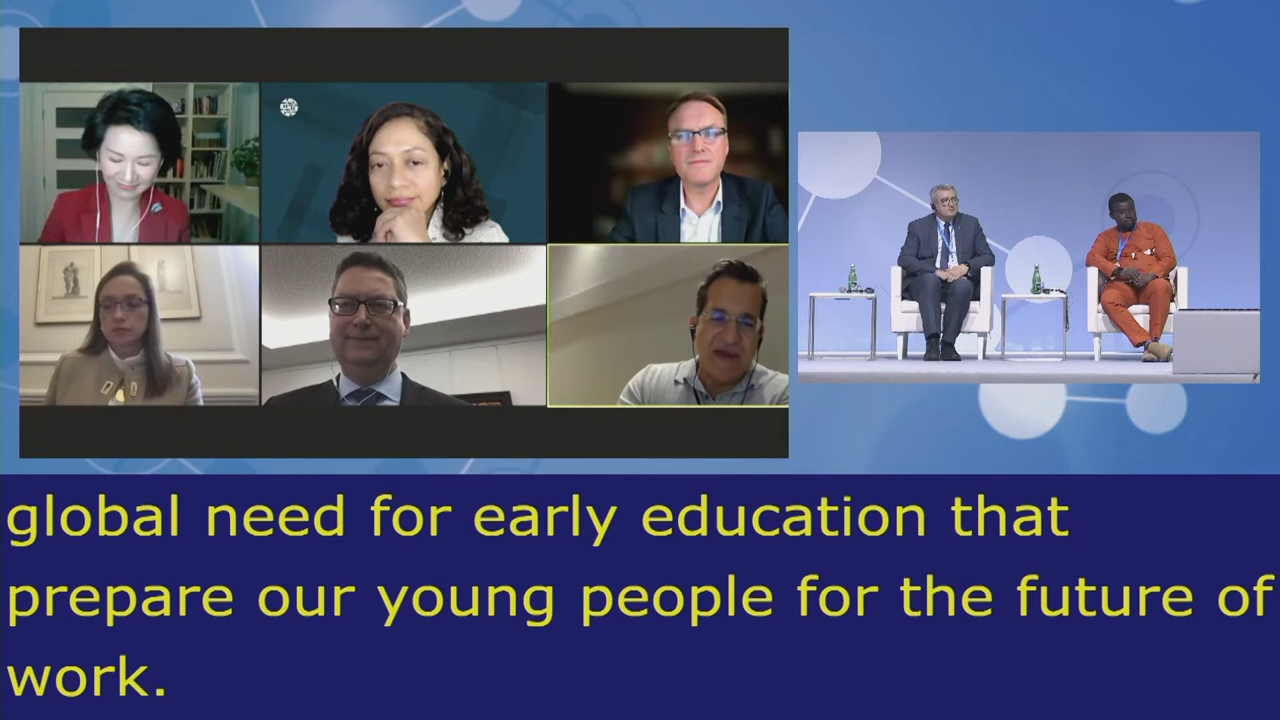 global need for early education that
prepare our young people for the future of
work.